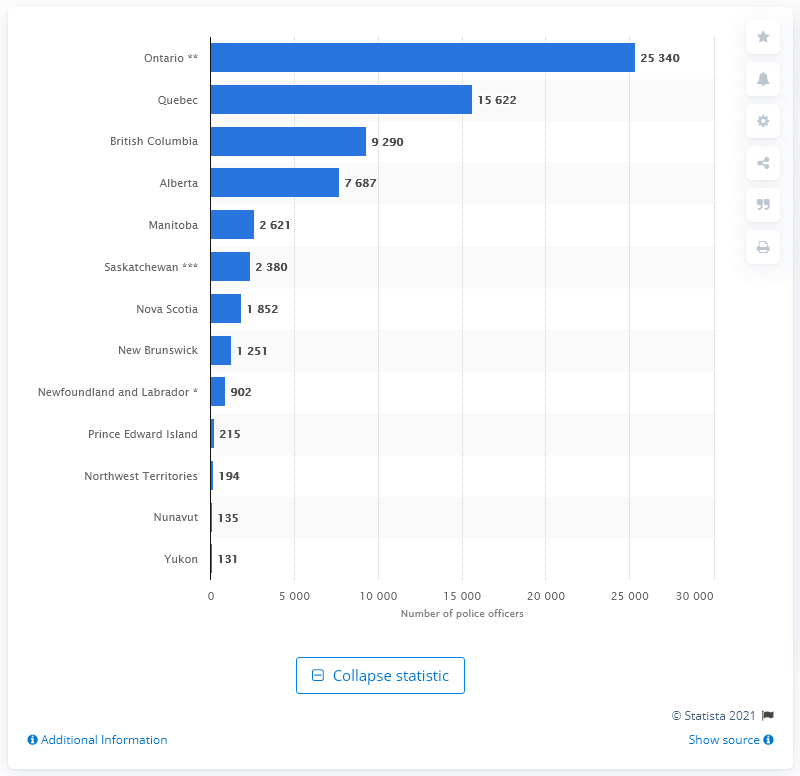 Ontario ** 25 340
Quebec 15 622
British Columbia 9 290
Alberta 7 687
Manitoba 2 621
Saskatchewan *** 2 380
Nova Scotia 1 852
New Brunswick 1 251
Newfoundland and Labrador * 902
Prince Edward Island 215
Northwest Territories 194
Nunavut 135
Yukon 131
0 5 000 10 000 15 000 20 000 25 000 30 000
Number of police officers
Collapse statistic
© Statista 2021
Additional Information Show source